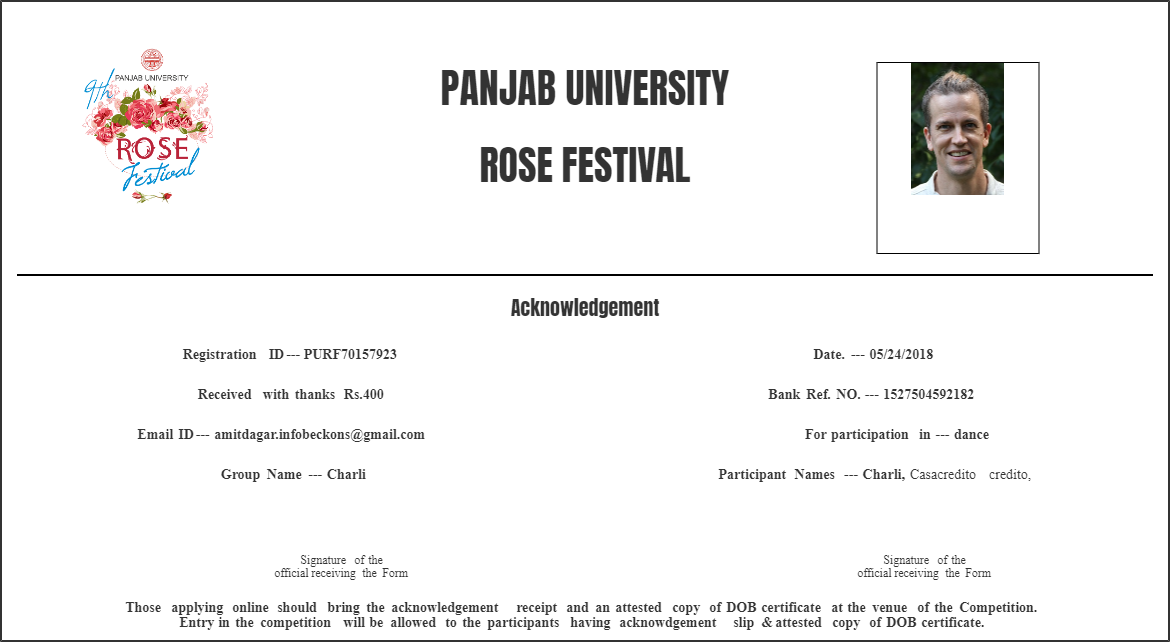 PANJAB UNIVERSITY
9th
ROSE
Festival
PANJAB UNIVERSITY
ROSE FESTIVAL
Acknowledgement
Registration ID --- PURF70157923
Date. --- 05/24/2018
Received with thanks Rs.400
Bank Ref. NO. --- 1527504592182
Email ID --- amitdagar.infobeckons@gmail.com
For participation in --- dance
Group Name --- Charli
Participant Names --- Charli, Casacredito credito,
Signature of the
official receiving the Form
Signature of the
official receiving the Form
Those applying online should bring the acknowledgement receipt and an attested copy of DOB certificate at the venue of the Competition.
Entry in the competition will be allowed to the participants having acknowdgement slip & attested copy of DOB certificate.